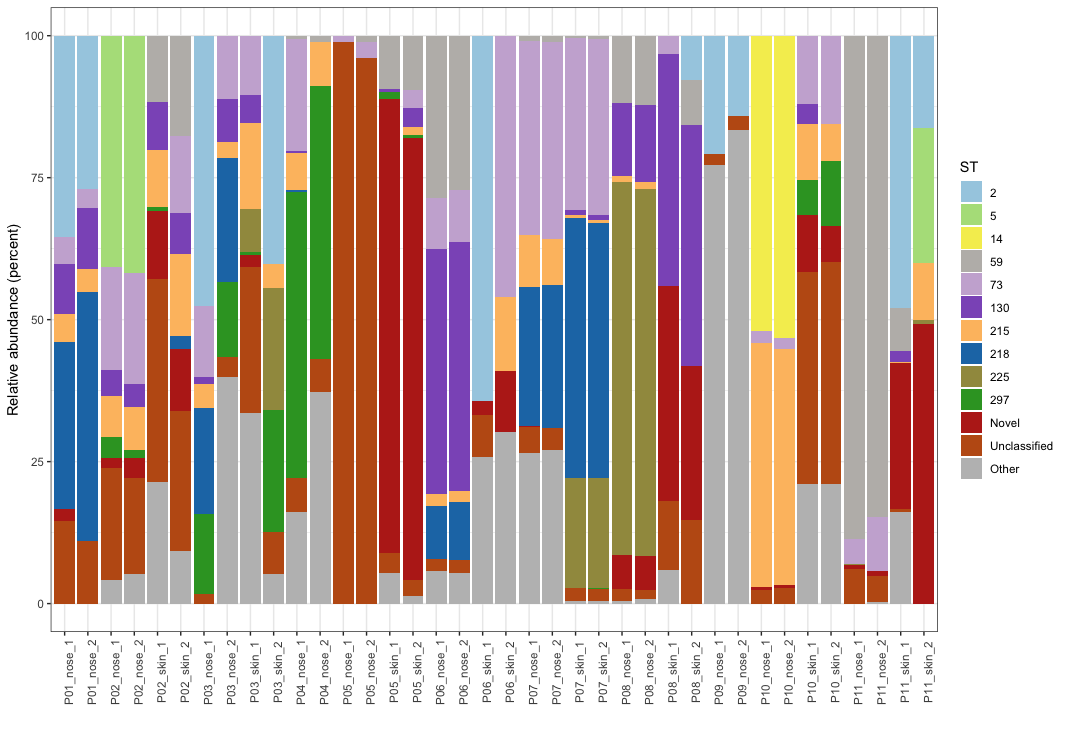 Relative abundance (percent)
100
75
50
25
0
P01_nose_1
P01_nose_2
P02_nose_1
P02_nose_2
P02_skin_1
P02_skin_2
P03_nose_1
P03_nose_2
P03_skin_1
P03_skin_2
P04_nose_1
P04_nose_2
P05_nose_1
P05_nose_2
P05_skin_1
P05_skin_2
P06_nose_1
P06_nose_2
P06_skin_1
P06_skin_2
P07_nose_1
P07_nose_2
P07_skin_1
P07_skin_2
P08_nose_1
P08_nose_2
P08_skin_1
P08_skin_2
P09_nose_1
P09_nose_2
P10_nose_1
P10_nose_2
P10_skin_1
P10_skin_2
P11_nose_1
P11_nose_2
P11_skin_1
P11_skin_2
ST
2
5
14
59
73
130
215
218
225
297
Novel
Unclassified
Other